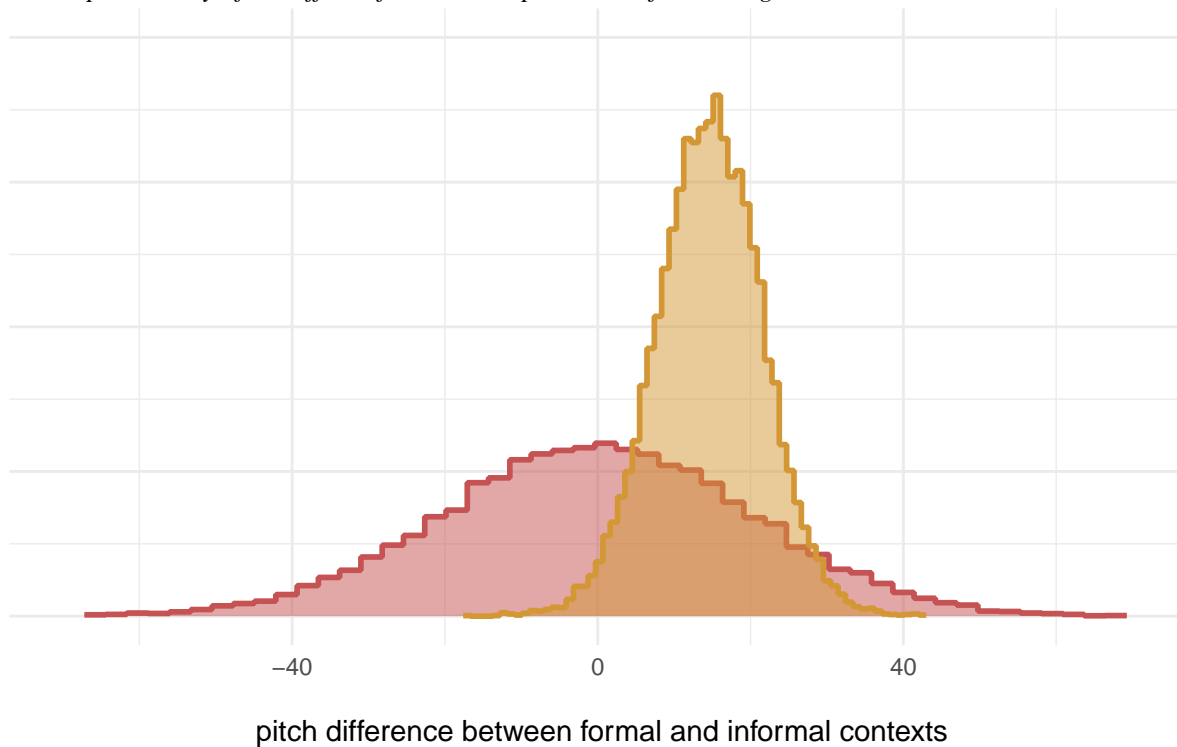 −40 0 40
pitch difference between formal and informal contexts